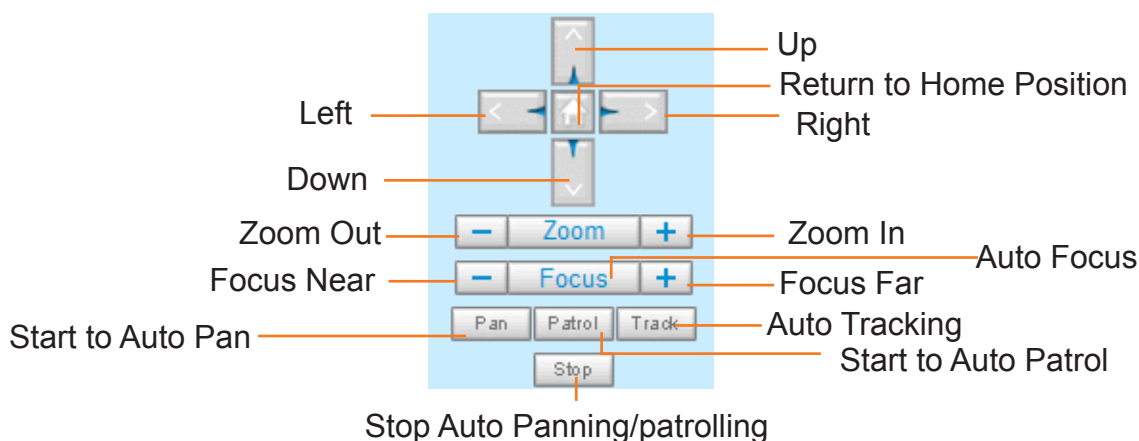 Up
Return to Home Position
Left
Right
Down
Zoom Out
− Zoom +
Zoom In
Auto Focus
Focus Near
− Focus +
Focus Far
Pan Patrol Track
Auto Tracking
Start to Auto Pan
Start to Auto Patrol
Stop
Stop Auto Panning/patrolling